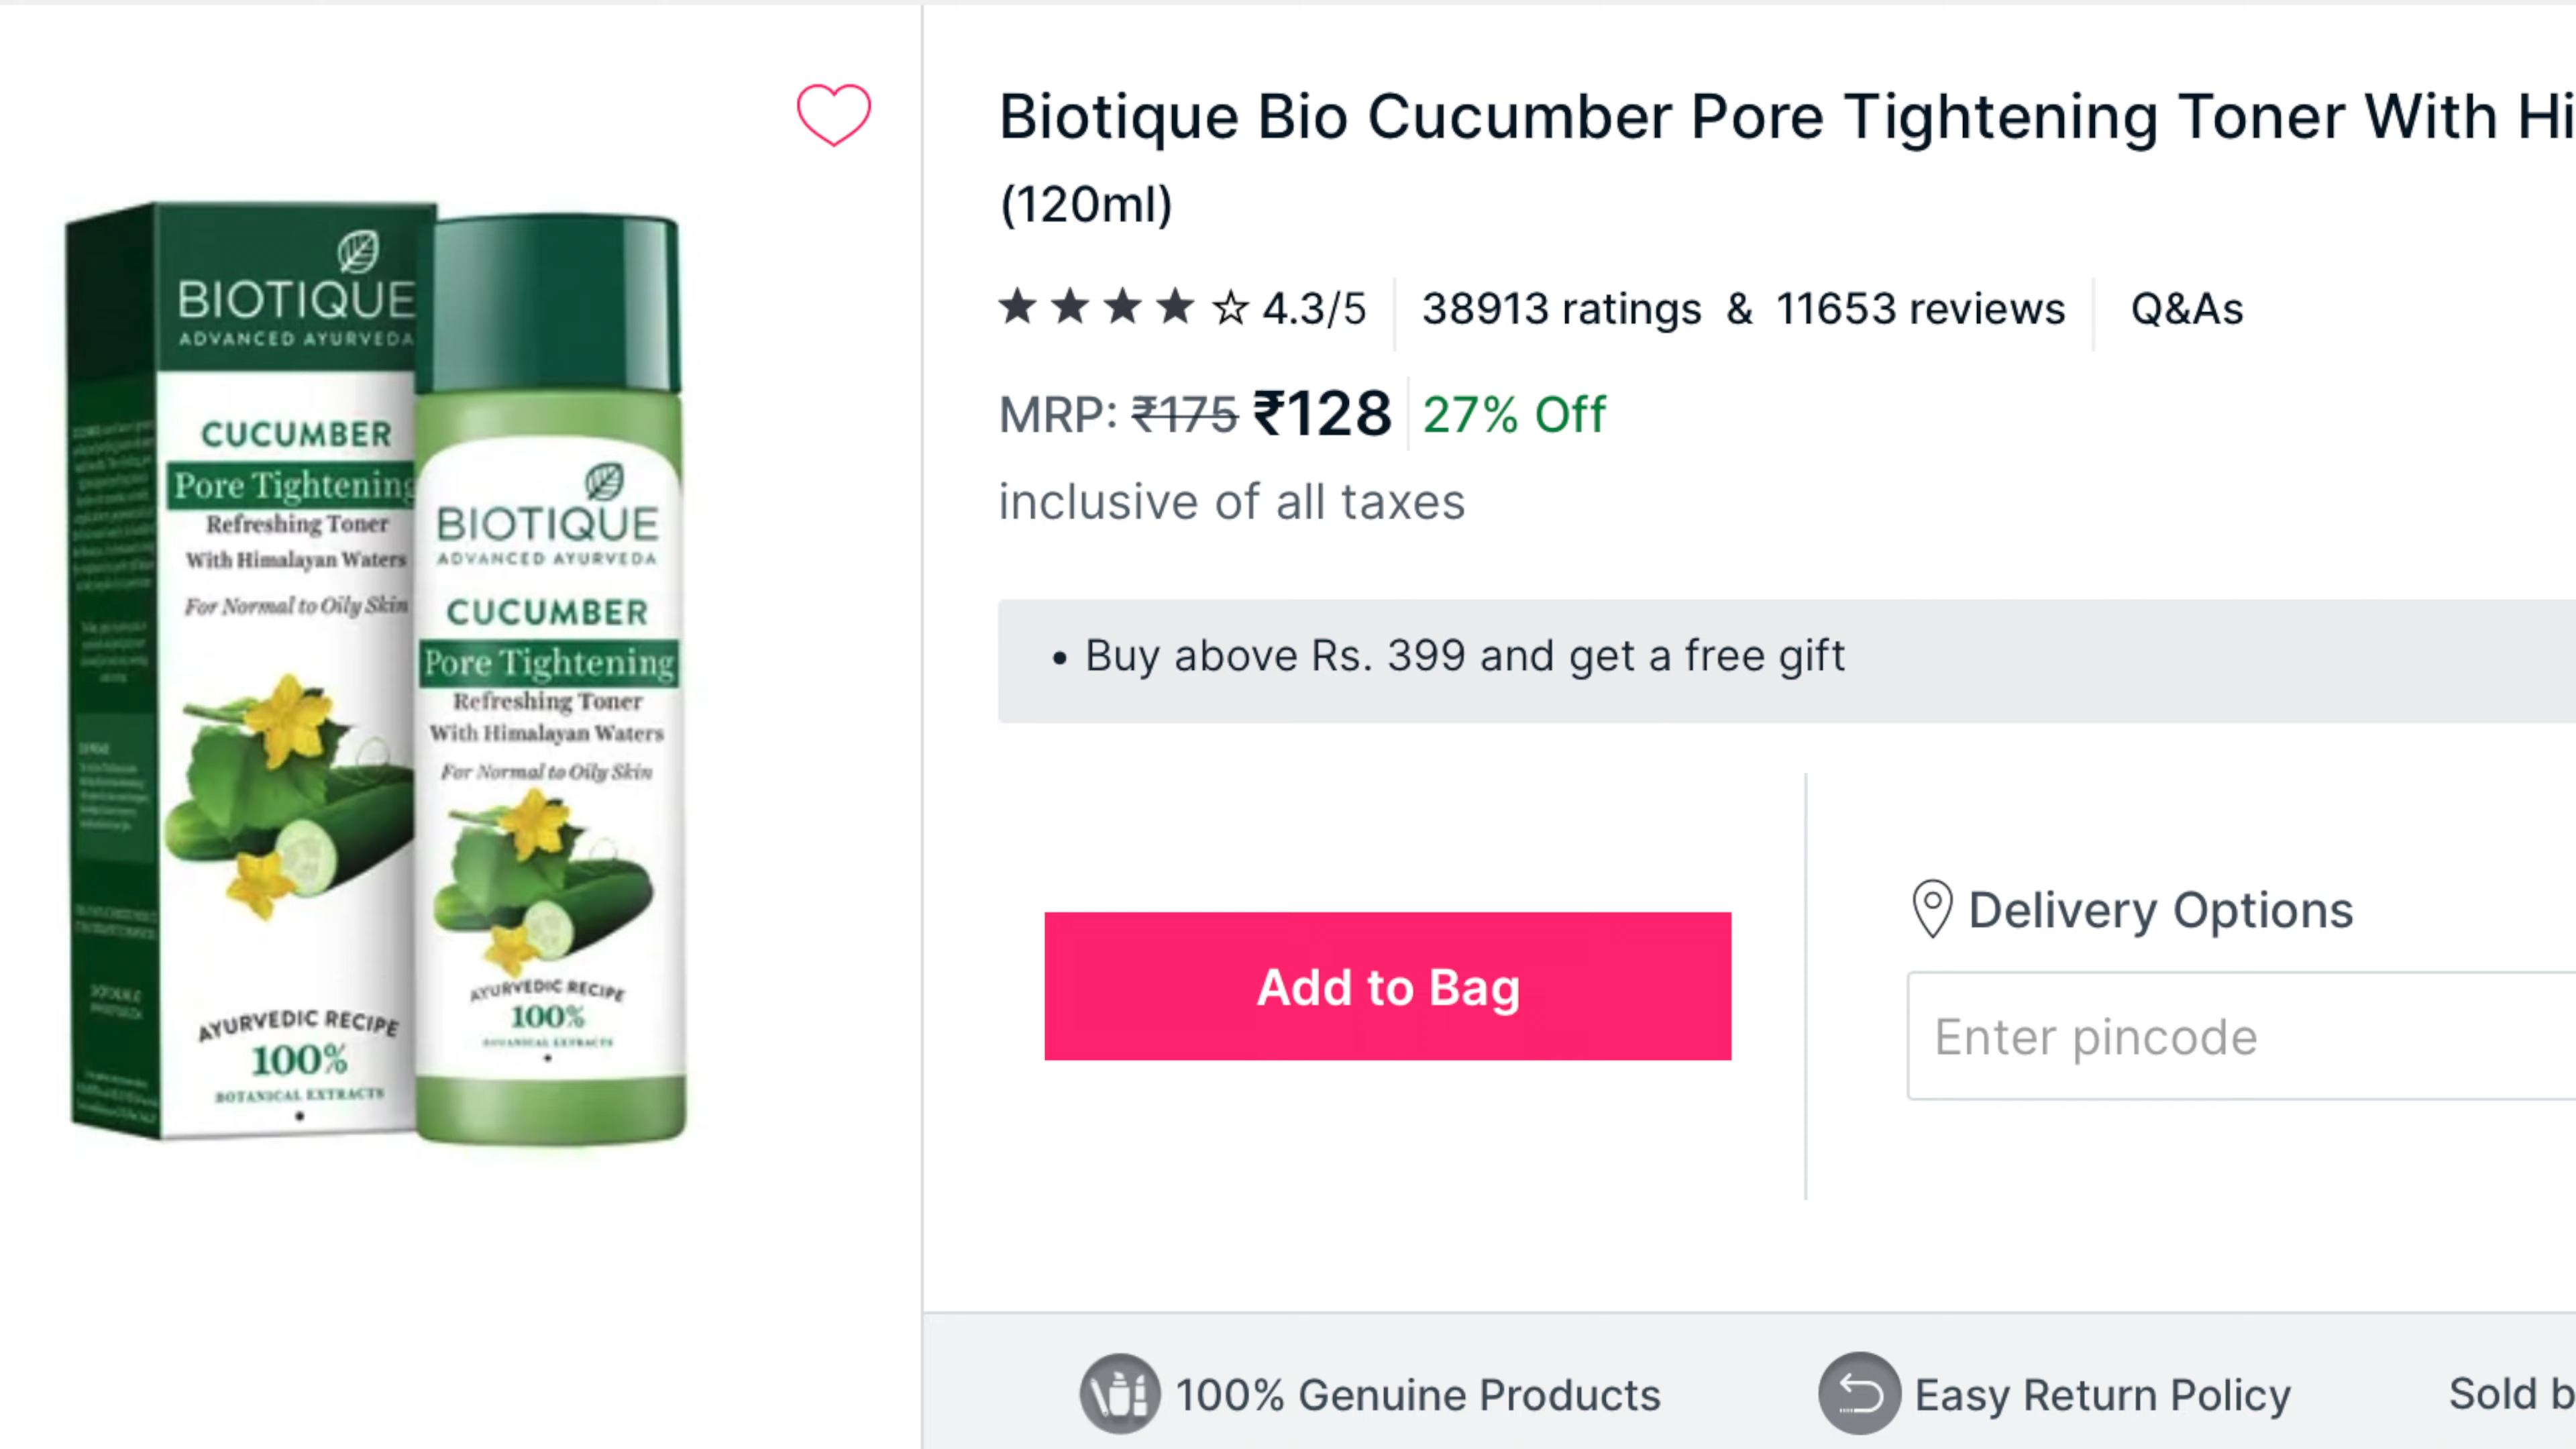 BIOTIQUE
ADVANCED AYURVEDA
CUCUMBER
Pore Tightening
Refreshing Toner
With Himalayan Waters
For Normal to Oily Skin
AYURVEDIC RECIPE
100%
BOTANICAL EXTRACTS
BIOTIQUE
ADVANCED AYURVEDA
CUCUMBER
Pore Tightening
Refreshing Toner
With Himalayan Waters
For Normal to Oily Skin
AYURVEDIC RECIPE
100%
BOTANICAL EXTRACTS
Biotique Bio Cucumber Pore Tightening Toner With Hi
(120ml)
4.3/5 38913 ratings & 11653 reviews Q&As
MRP: ₹175 ₹128 27% Off
inclusive of all taxes
• Buy above Rs. 399 and get a free gift
Add to Bag
Delivery Options
Enter pincode
100% Genuine Products Easy Return Policy Sold b